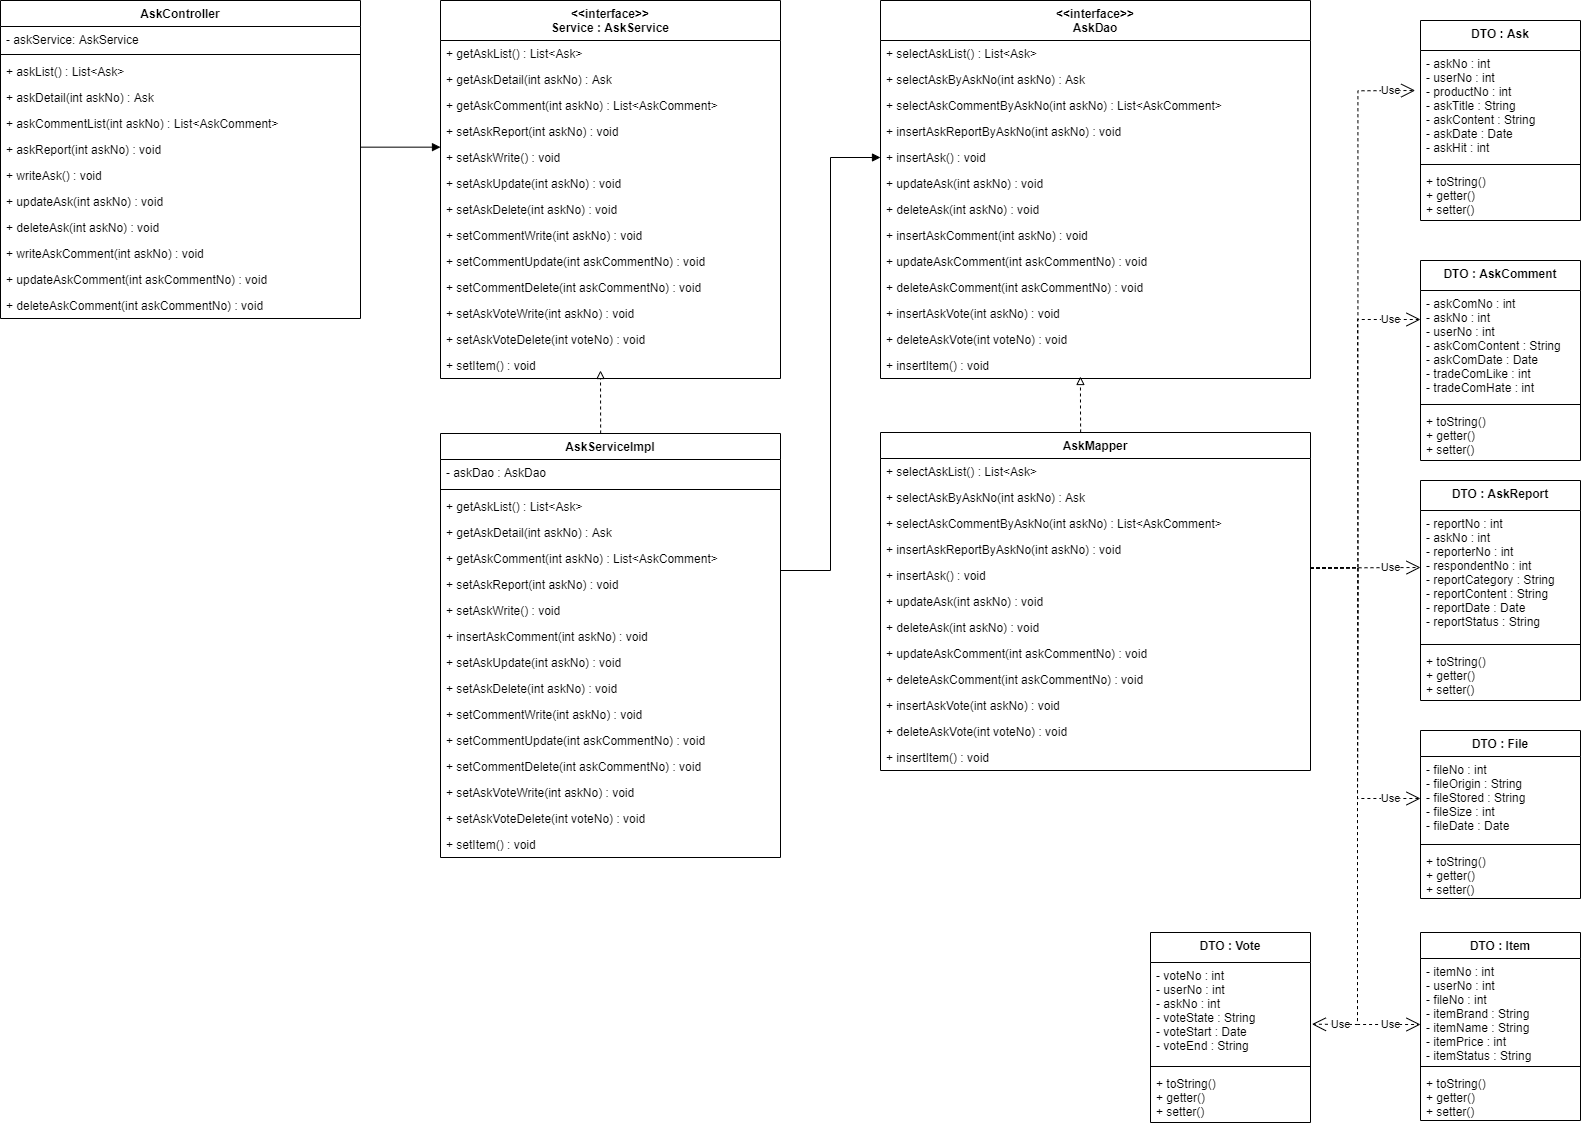 AskController
- askService: AskService
+ askList() : List<Ask>
+ askDetail(int askNo) : Ask
+ askCommentList(int askNo) : List<AskComment>
+ askReport(int askNo) : void
+ writeAsk() : void
+ updateAsk(int askNo) : void
+ deleteAsk(int askNo) : void
+ writeAskComment(int askNo) : void
+ updateAskComment(int askCommentNo) : void
+ deleteAskComment(int askCommentNo) : void
<<interface>>
Service : AskService
+ getAskList() : List<Ask>
+ getAskDetail(int askNo) : Ask
+ getAskComment(int askNo) : List<AskComment>
+ setAskReport(int askNo) : void
+ setAskWrite() : void
+ setAskUpdate(int askNo) : void
+ setAskDelete(int askNo) : void
+ setCommentWrite(int askNo) : void
+ setCommentUpdate(int askCommentNo) : void
+ setCommentDelete(int askCommentNo) : void
+ setAskVoteWrite(int askNo) : void
+ setAskVoteDelete(int voteNo) : void
+ setItem() : void
AskServiceImpl
- askDao : AskDao
+ getAskList() : List<Ask>
+ getAskDetail(int askNo) : Ask
+ getAskComment(int askNo) : List<AskComment>
+ setAskReport(int askNo) : void
+ setAskWrite() : void
+ insertAskComment(int askNo) : void
+ setAskUpdate(int askNo) : void
+ setAskDelete(int askNo) : void
+ setCommentWrite(int askNo) : void
+ setCommentUpdate(int askCommentNo) : void
+ setCommentDelete(int askCommentNo) : void
+ setAskVoteWrite(int askNo) : void
+ setAskVoteDelete(int voteNo) : void
+ setItem() : void
<<interface>>
AskDao
+ selectAskList() : List<Ask>
+ selectAskByAskNo(int askNo) : Ask
+ selectAskCommentByAskNo(int askNo) : List<AskComment>
+ insertAskReportByAskNo(int askNo) : void
+ insertAsk() : void
+ updateAsk(int askNo) : void
+ deleteAsk(int askNo) : void
+ insertAskComment(int askNo) : void
+ updateAskComment(int askCommentNo) : void
+ deleteAskComment(int askCommentNo) : void
+ insertAskVote(int askNo) : void
+ deleteAskVote(int voteNo) : void
+ insertItem() : void
AskMapper
+ selectAskList() : List<Ask>
+ selectAskByAskNo(int askNo) : Ask
+ selectAskCommentByAskNo(int askNo) : List<AskComment>
+ insertAskReportByAskNo(int askNo) : void
+ insertAsk() : void
+ updateAsk(int askNo) : void
+ deleteAsk(int askNo) : void
+ updateAskComment(int askCommentNo) : void
+ deleteAskComment(int askCommentNo) : void
+ insertAskVote(int askNo) : void
+ deleteAskVote(int voteNo) : void
+ insertItem() : void
Use
DTO : Ask
- askNo : int
- userNo : int
- productNo : int
- askTitle : String
- askContent : String
- askDate : Date
- askHit : int
+ toString()
+ getter()
+ setter()
Use
DTO : AskComment
- askComNo : int
- askNo : int
- userNo : int
- askComContent : String
- askComDate : Date
- tradeComLike : int
- tradeComHate : int
+ toString()
+ getter()
+ setter()
Use
DTO : AskReport
- reportNo : int
- askNo : int
- reporterNo : int
- respondentNo : int
- reportCategory : String
- reportContent : String
- reportDate : Date
- reportStatus : String
+ toString()
+ getter()
+ setter()
Use
DTO : File
- fileNo : int
- fileOrigin : String
- fileStored : String
- fileSize : int
- fileDate : Date
+ toString()
+ getter()
+ setter()
DTO : Vote
- voteNo : int
- userNo : int
- askNo : int
- voteState : String
- voteStart : Date
- voteEnd : String
+ toString()
+ getter()
+ setter()
Use
Use
DTO : Item
- itemNo : int
- userNo : int
- fileNo : int
- itemBrand : String
- itemName : String
- itemPrice : int
- itemStatus : String
+ toString()
+ getter()
+ setter()